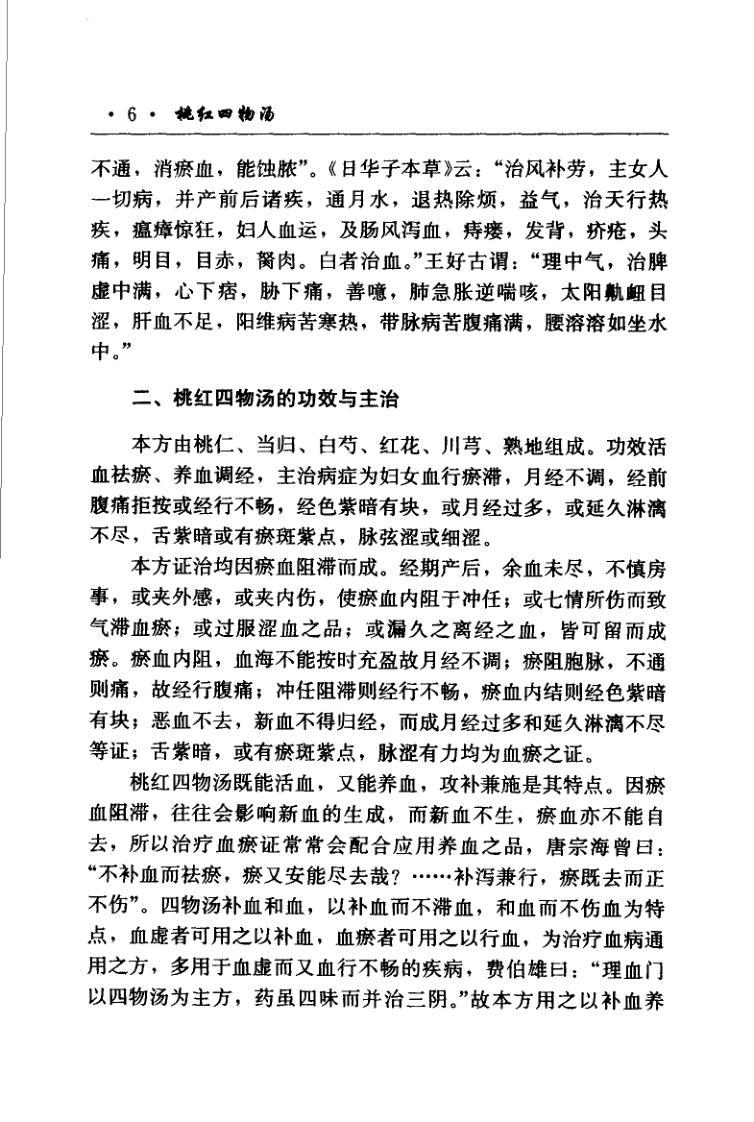 · 6 · 桃红四物汤
不通，消瘀血，能蚀脓”。《日华子本草》云：“治风补劳，主女人
一切病，并产前后诸疾，通月水，退热除烦，益气，治天行热
疾，瘟瘴惊狂，妇人血运，及肠风泻血，痔瘘，发背，疥疮，头
痛，明目，目赤，胬肉。白者治血。”王好古谓：“理中气，治脾
虚中满，心下痞，胁下痛，善噫，肺急胀逆喘咳，太阳鼽衄目
涩，肝血不足，阳维病苦寒热，带脉病苦腹痛满，腰溶溶如坐水
中。”
二、桃红四物汤的功效与主治
本方由桃仁、当归、白芍、红花、川芎、熟地组成。功效活
血祛瘀、养血调经，主治病症为妇女血行瘀滞，月经不调，经前
腹痛拒按或经行不畅，经色紫暗有块，或月经过多，或延久淋漓
不尽，舌紫暗或有瘀斑紫点，脉弦涩或细涩。
本方证治均因瘀血阻滞而成。经期产后，余血未尽，不慎房
事，或夹外感，或夹内伤，使瘀血内阻于冲任；或七情所伤而致
气滞血瘀；或过服涩血之品；或漏久之离经之血，皆可留而成
瘀。瘀血内阻，血海不能按时充盈故月经不调；瘀阻胞脉，不通
则痛，故经行腹痛；冲任阻滞则经行不畅，瘀血内结则经色紫暗
有块；恶血不去，新血不得归经，而成月经过多和延久淋漓不尽
等证；舌紫暗，或有瘀斑紫点，脉涩有力均为血瘀之证。
桃红四物汤既能活血，又能养血，攻补兼施是其特点。因瘀
血阻滞，往往会影响新血的生成，而新血不生，瘀血亦不能自
去，所以治疗血瘀证常常会配合应用养血之品，唐宗海曾曰：
“不补血而祛瘀，瘀又安能尽去哉？……补泻兼行，瘀既去而正
不伤”。四物汤补血和血，以补血而不滞血，和血而不伤血为特
点，血虚者可用之以补血，血瘀者可用之以行血，为治疗血病通
用之方，多用于血虚而又血行不畅的疾病，费伯雄曰：“理血门
以四物汤为主方，药虽四味而并治三阴。”故本方用之以补血养